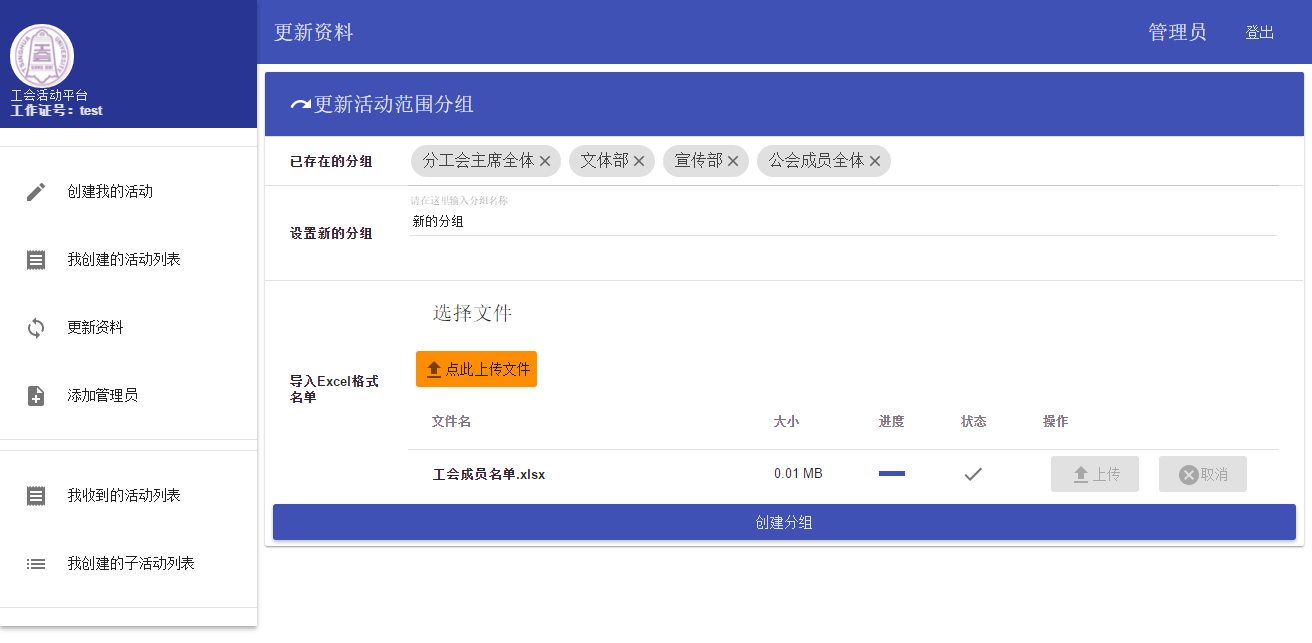 工会活动平台
工作证号：test
创建我的活动
我创建的活动列表
更新资料
添加管理员
我收到的活动列表
我创建的子活动列表
更新资料
管理员
登出
更新活动范围分组
已存在的分组
分工会主席全体
文体部
宣传部
公会成员全体
设置新的分组
请在这里输入分组名称
新的分组
导入Excel格式
名单
选择文件
点此上传文件
文件名 大小 进度 状态 操作
工会成员名单.xlsx 0.01 MB 上传 取消
创建分组